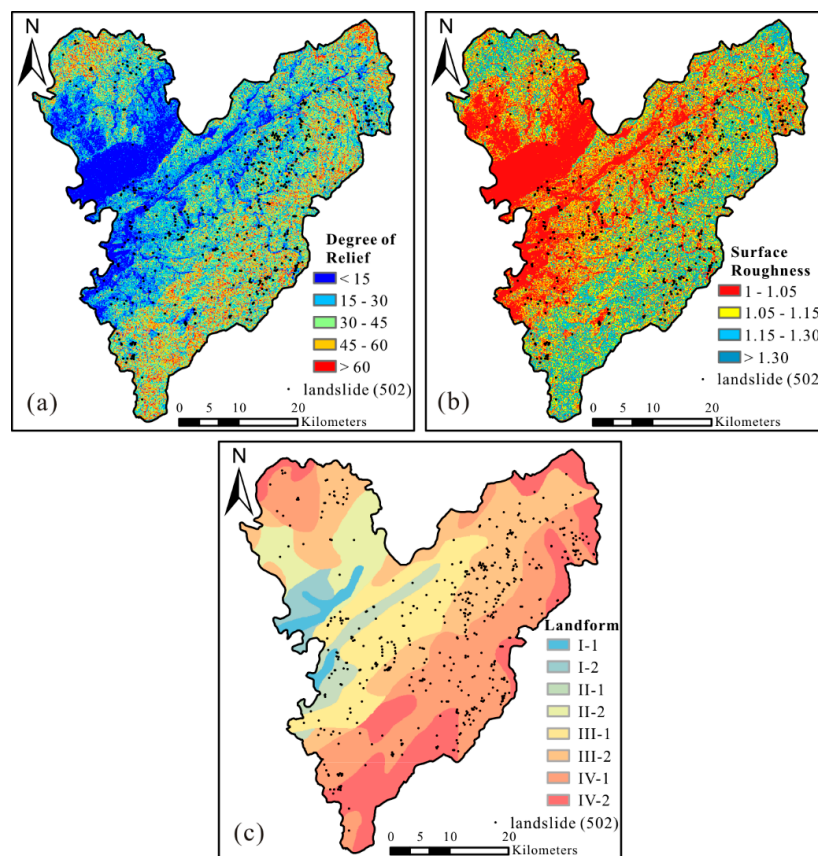 N
Degree of
Relief
< 15
15 - 30
30 - 45
45 - 60
> 60
landslide (502)
(a)
0 5 10 20
Kilometers
N
Surface
Roughness
1 - 1.05
1.05 - 1.15
1.15 - 1.30
> 1.30
landslide (502)
(b)
0 5 10 20
Kilometers
N
Landform
I-1
I-2
II-1
II-2
III-1
III-2
IV-1
IV-2
landslide (502)
(c)
0 5 10 20
Kilometers